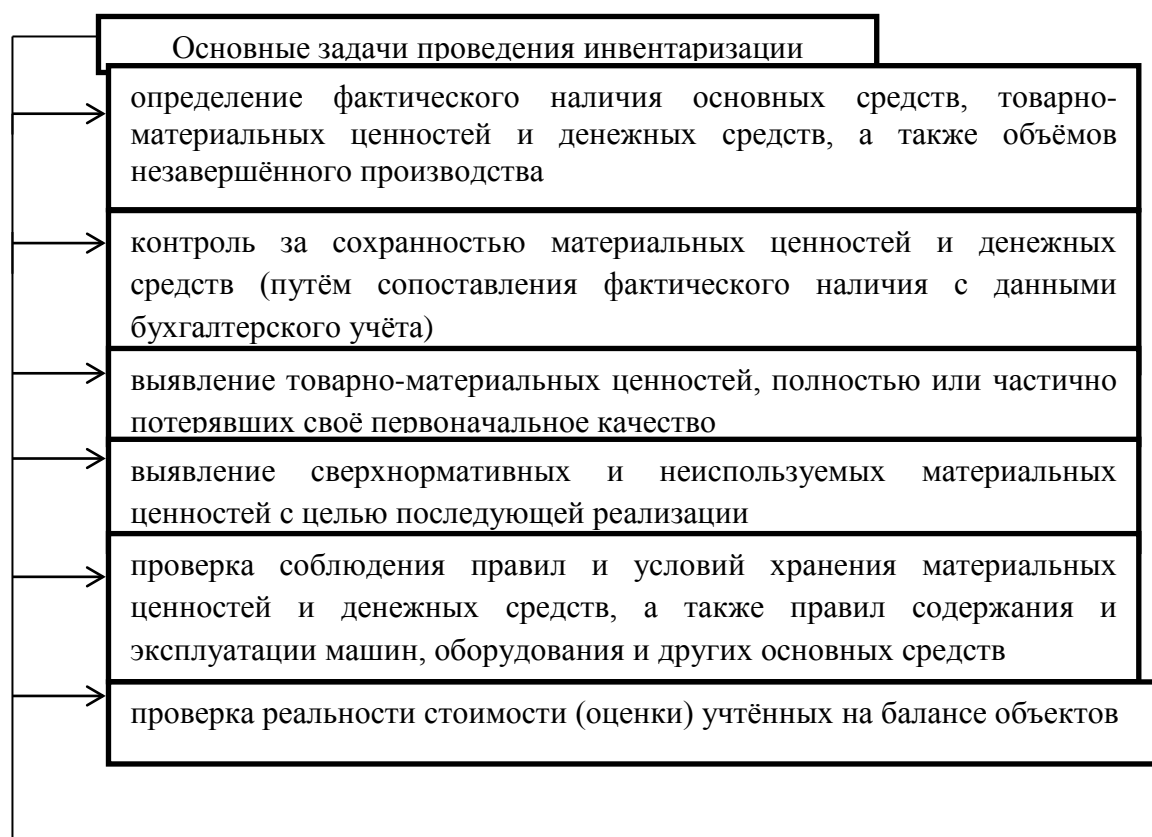 Основные задачи проведения инвентаризации
определение фактического наличия основных средств, товарно-
материальных ценностей и денежных средств, а также объёмов
незавершённого производства
контроль за сохранностью материальных ценностей и денежных
средств (путём сопоставления фактического наличия с данными
бухгалтерского учёта)
выявление товарно-материальных ценностей, полностью или частично
потерявших своё первоначальное качество
выявление сверхнормативных и неиспользуемых материальных
ценностей с целью последующей реализации
проверка соблюдения правил и условий хранения материальных
ценностей и денежных средств, а также правил содержания и
эксплуатации машин, оборудования и других основных средств
проверка реальности стоимости (оценки) учтённых на балансе объектов